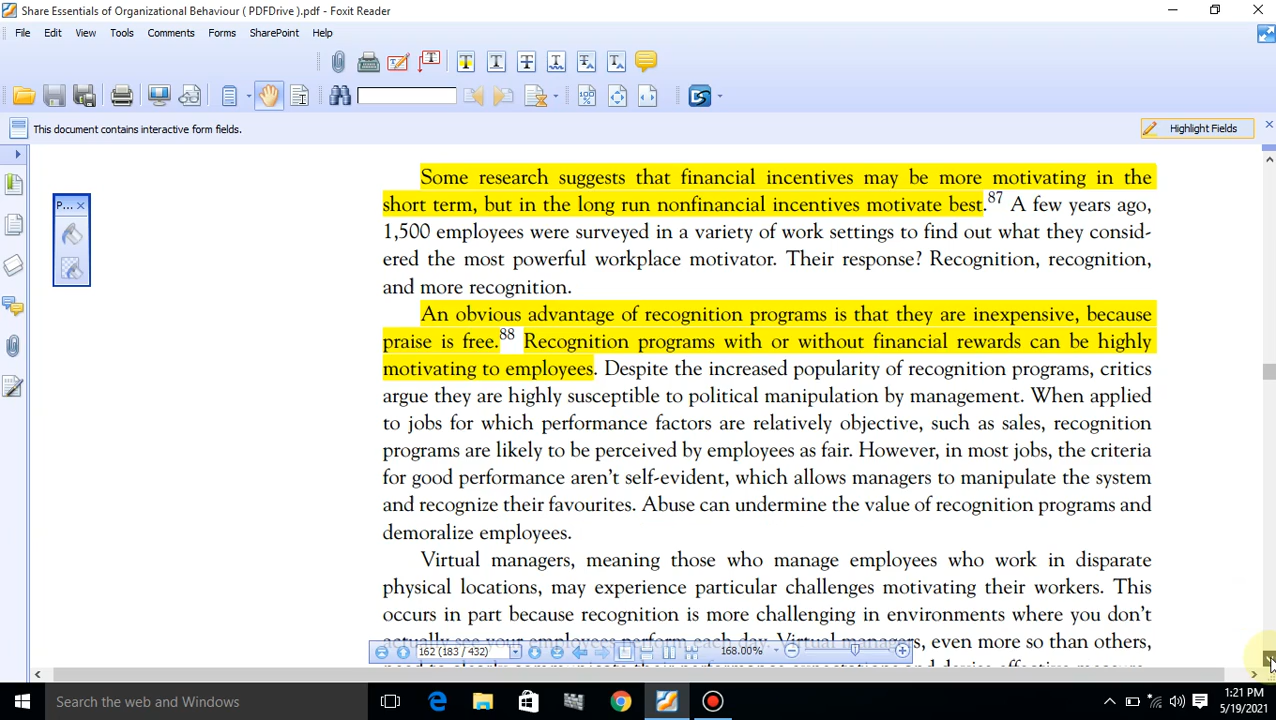 Share Essentials of Organizational Behaviour ( PDFDrive ).pdf - Foxit Reader
File Edit View Tools Comments Forms SharePoint Help
This document contains interactive form fields.
Highlight Fields
P...
Some research suggests that financial incentives may be more motivating in the
short term, but in the long run nonfinancial incentives motivate best.87 A few years ago,
1,500 employees were surveyed in a variety of work settings to find out what they consid-
ered the most powerful workplace motivator. Their response? Recognition, recognition,
and more recognition.
An obvious advantage of recognition programs is that they are inexpensive, because
praise is free.88 Recognition programs with or without financial rewards can be highly
motivating to employees. Despite the increased popularity of recognition programs, critics
argue they are highly susceptible to political manipulation by management. When applied
to jobs for which performance factors are relatively objective, such as sales, recognition
programs are likely to be perceived by employees as fair. However, in most jobs, the criteria
for good performance aren't self-evident, which allows managers to manipulate the system
and recognize their favourites. Abuse can undermine the value of recognition programs and
demoralize employees.
Virtual managers, meaning those who manage employees who work in disparate
physical locations, may experience particular challenges motivating their workers. This
occurs in part because recognition is more challenging in environments where you don't
actually see your employees perform each day. Virtual managers, even more so than others,
162 (183 / 432)
168.00%
Search the web and Windows
1:21 PM
5/19/2021